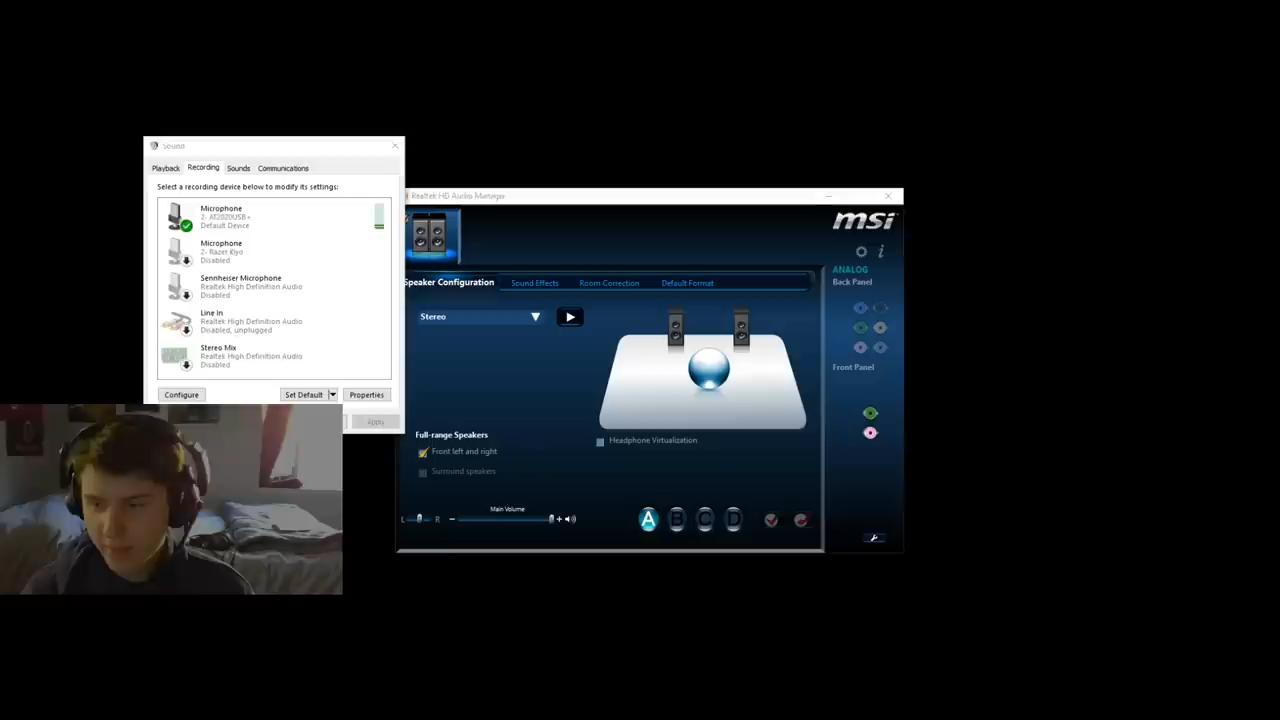 Sound
Playback Recording Sounds Communications
Select a recording device below to modify its settings:
Microphone
2- AT2020USB+
Default Device
Microphone
2- Razer Kiyo
Disabled
Sennheiser Microphone
Realtek High Definition Audio
Disabled
Line In
Realtek High Definition Audio
Disabled, unplugged
Stereo Mix
Realtek High Definition Audio
Disabled
Configure Set Default Properties
Apply
Realtek HD Audio Manager
msi
Speaker Configuration Sound Effects Room Correction Default Format
Stereo
Full-range Speakers
Front left and right
Surround speakers
Headphone Virtualization
Main Volume
L R
A B C D
ANALOG
Back Panel
Front Panel